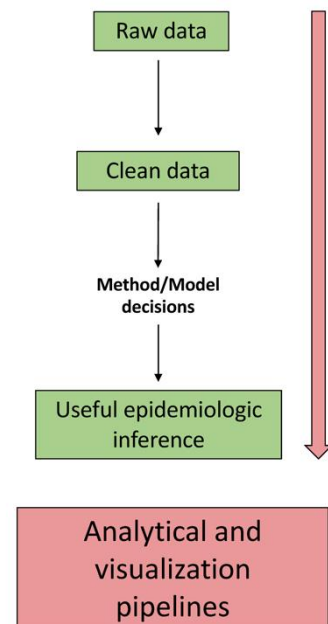 Raw data
Clean data
Method/Model
decisions
Useful epidemiologic
inference
Analytical and
visualization
pipelines